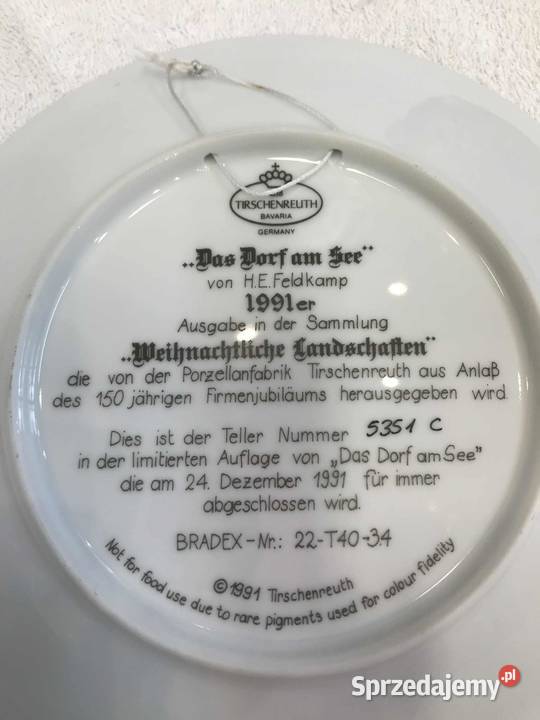 TIRSCHENREUTH
BAVARIA
GERMANY
„Das Dorf am See“
von H.E.Feldkamp
1991er
Ausgabe in der Sammlung
„Weihnachtliche Landschaften“
die von der Porzellanfabrik Tirschenreuth aus Anlaß
des 150 jährigen Firmenjubiläums herausgegeben wird.
Dies ist der Teller Nummer 5351 C
in der limitierten Auflage von „Das Dorf am See"
die am 24. Dezember 1991 für immer
abgeschlossen wird.
BRADEX-Nr.: 22-T40-3.4
©1991 Tirschenreuth
Not for food use due to rare pigments used for colour fidelity
Sprzedajemy.pl